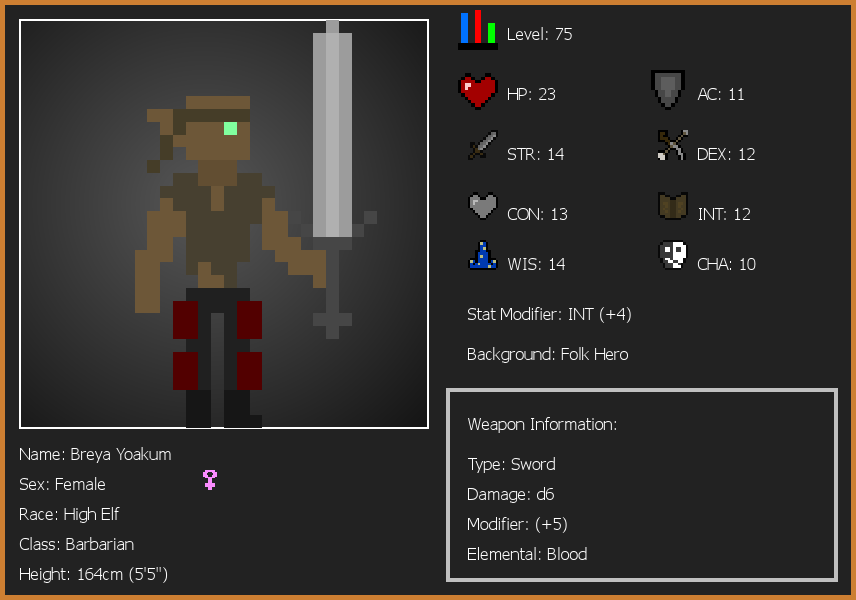 Level: 75
HP: 23
AC: 11
STR: 14
DEX: 12
CON: 13
INT: 12
WIS: 14
CHA: 10
Stat Modifier: INT (+4)
Background: Folk Hero
Weapon Information:
Type: Sword
Damage: d6
Modifier: (+5)
Elemental: Blood
Name: Breya Yoakum
Sex: Female
Race: High Elf
Class: Barbarian
Height: 164cm (5'5")